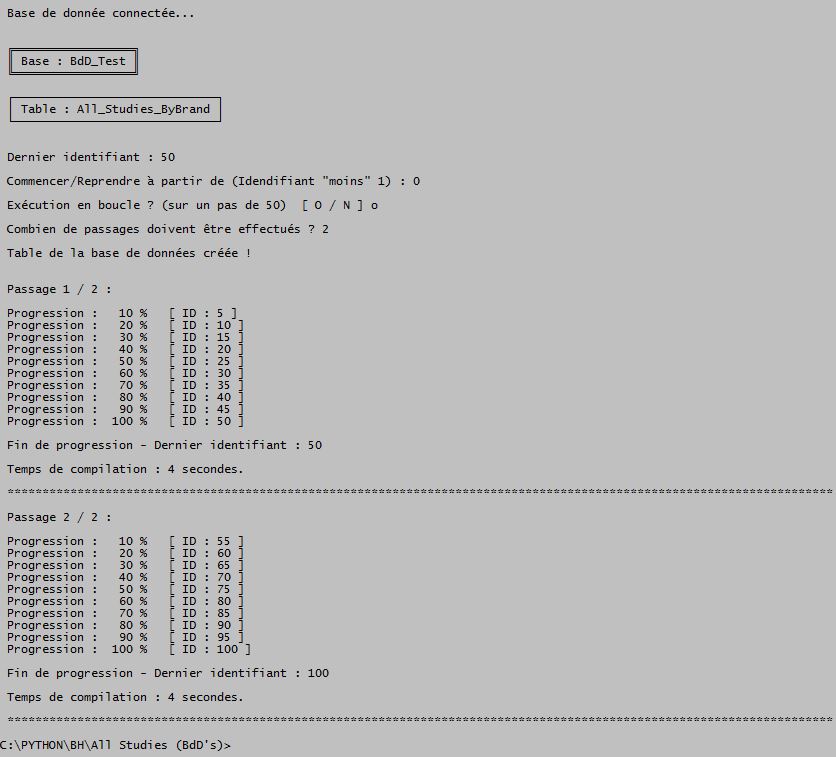 Base de donnée connectée...
Base : BdD_Test
Table : All_Studies_ByBrand
Dernier identifiant : 50
Commencer/Reprendre à partir de (Idendifiant "moins" 1) : 0
Exécution en boucle ? (sur un pas de 50)  [ O / N ] o
Combien de passages doivent être effectués ? 2
Table de la base de données créée !
Passage 1 / 2 :
Progression :   10 %   [ ID : 5 ]
Progression :   20 %   [ ID : 10 ]
Progression :   30 %   [ ID : 15 ]
Progression :   40 %   [ ID : 20 ]
Progression :   50 %   [ ID : 25 ]
Progression :   60 %   [ ID : 30 ]
Progression :   70 %   [ ID : 35 ]
Progression :   80 %   [ ID : 40 ]
Progression :   90 %   [ ID : 45 ]
Progression :  100 %   [ ID : 50 ]
Fin de progression - Dernier identifiant : 50
Temps de compilation : 4 secondes.
**********************************************************************************************************************
Passage 2 / 2 :
Progression :   10 %   [ ID : 55 ]
Progression :   20 %   [ ID : 60 ]
Progression :   30 %   [ ID : 65 ]
Progression :   40 %   [ ID : 70 ]
Progression :   50 %   [ ID : 75 ]
Progression :   60 %   [ ID : 80 ]
Progression :   70 %   [ ID : 85 ]
Progression :   80 %   [ ID : 90 ]
Progression :   90 %   [ ID : 95 ]
Progression :  100 %   [ ID : 100 ]
Fin de progression - Dernier identifiant : 100
Temps de compilation : 4 secondes.
**********************************************************************************************************************
C:\PYTHON\BH\All Studies (BdD's)>